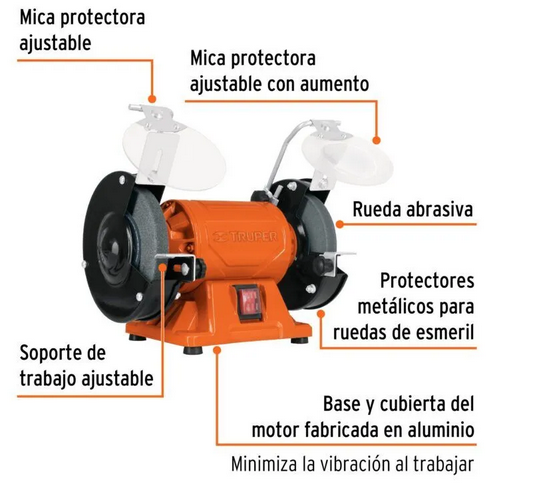 Mica protectora
ajustable
Mica protectora
ajustable con aumento
TRUPER
Rueda abrasiva
Protectores
metálicos para
ruedas de esmeril
Soporte de
trabajo ajustable
Base y cubierta del
motor fabricada en aluminio
Minimiza la vibración al trabajar